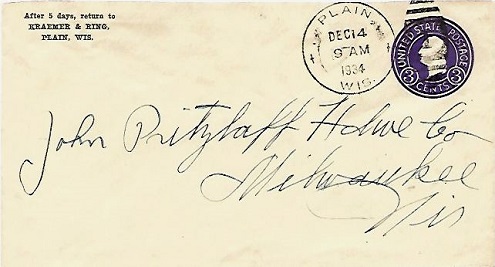 After 5 days, return to
KRAEMER & RING,
PLAIN, WIS.
PLAIN,
DEC 14
9 AM
1934
WIS.
UNITED STATES POSTAGE
3 CENTS 3
John Pritzlaff Hdwe Co
Milwaukee
Wis